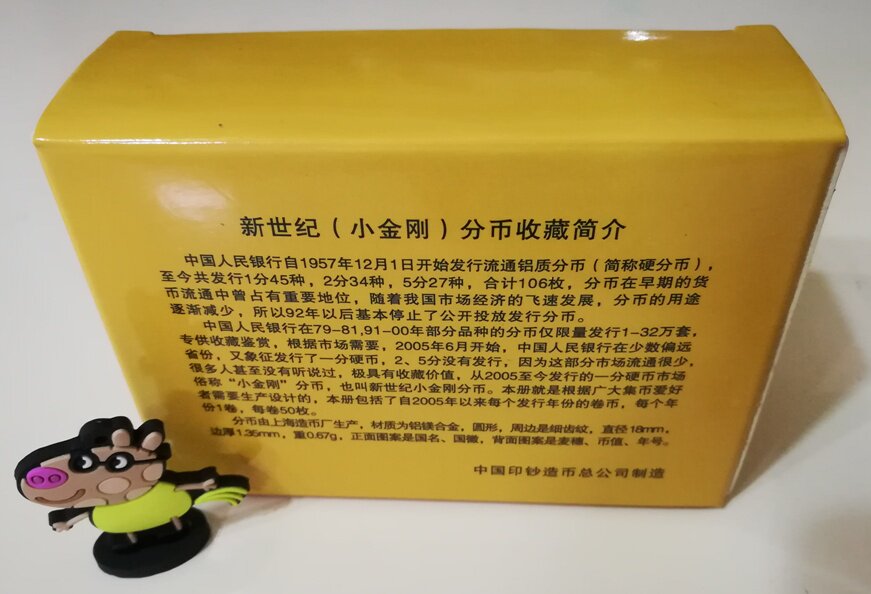 新世纪（小金刚）分币收藏简介
中国人民银行自1957年12月1日开始发行流通铝质分币（简称硬分币），
至今共发行1分45种，2分34种，5分27种，合计106枚，分币在早期的货
币流通中曾占有重要地位，随着我国市场经济的飞速发展，分币的用途
逐渐减少，所以92年以后基本停止了公开投放发行分币。
中国人民银行在79-81,91-00年部分品种的分币仅限量发行1-32万套，
专供收藏鉴赏，根据市场需要，2005年6月开始，中国人民银行在少数偏远
省份，又象征发行了一分硬币，2、5分没有发行，因为这部分市场流通很少，
很多人甚至没有听说过，极具有收藏价值，从2005至今发行的一分硬币市场
俗称“小金刚”分币，也叫新世纪小金刚分币。本册就是根据广大集币爱好
者需要生产设计的，本册包括了自2005年以来每个发行年份的卷币，每个年
份1卷，每卷50枚。
分币由上海造币厂生产，材质为铝镁合金，圆形，周边是细齿纹，直径18mm，
边厚1.35mm，重0.67g，正面图案是国名、国徽，背面图案是麦穗、币值、年号。
中国印钞造币总公司制造